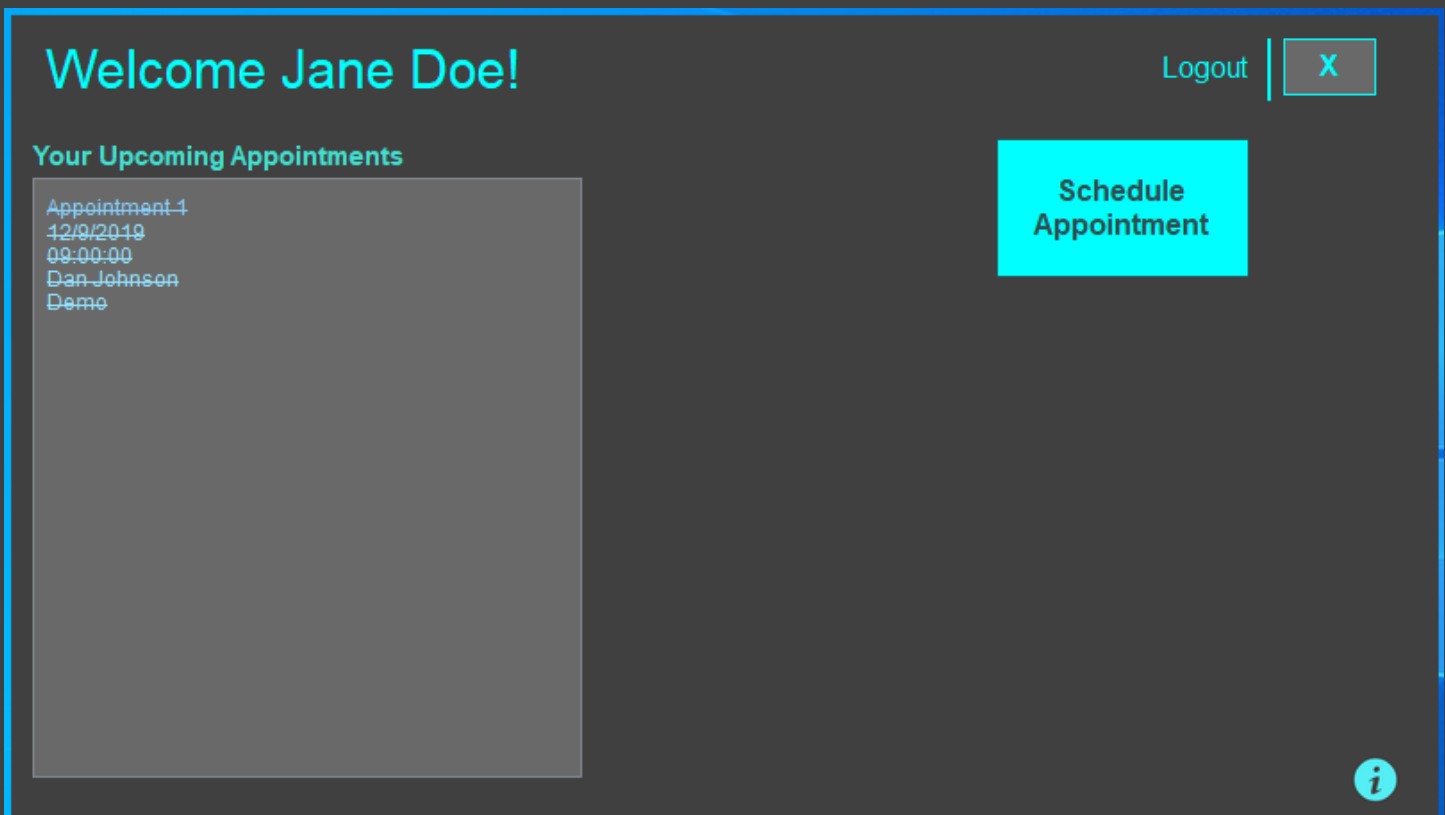 Welcome Jane Doe!
Logout
X
Your Upcoming Appointments
Schedule
Appointment
Appointment 1
12/9/2019
09:00:00
Dan Johnson
Demo
i